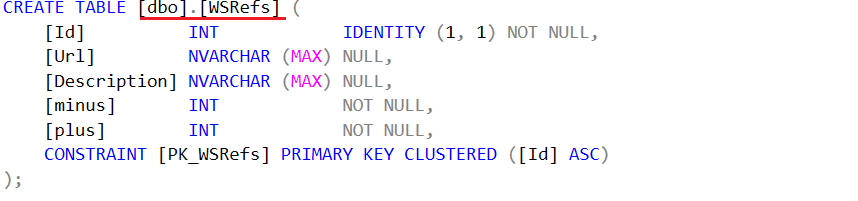 CREATE TABLE [dbo].[WSRefs] (
[Id] INT IDENTITY (1, 1) NOT NULL,
[Url] NVARCHAR (MAX) NULL,
[Description] NVARCHAR (MAX) NULL,
[minus] INT NOT NULL,
[plus] INT NOT NULL,
CONSTRAINT [PK_WSRefs] PRIMARY KEY CLUSTERED ([Id] ASC)
);